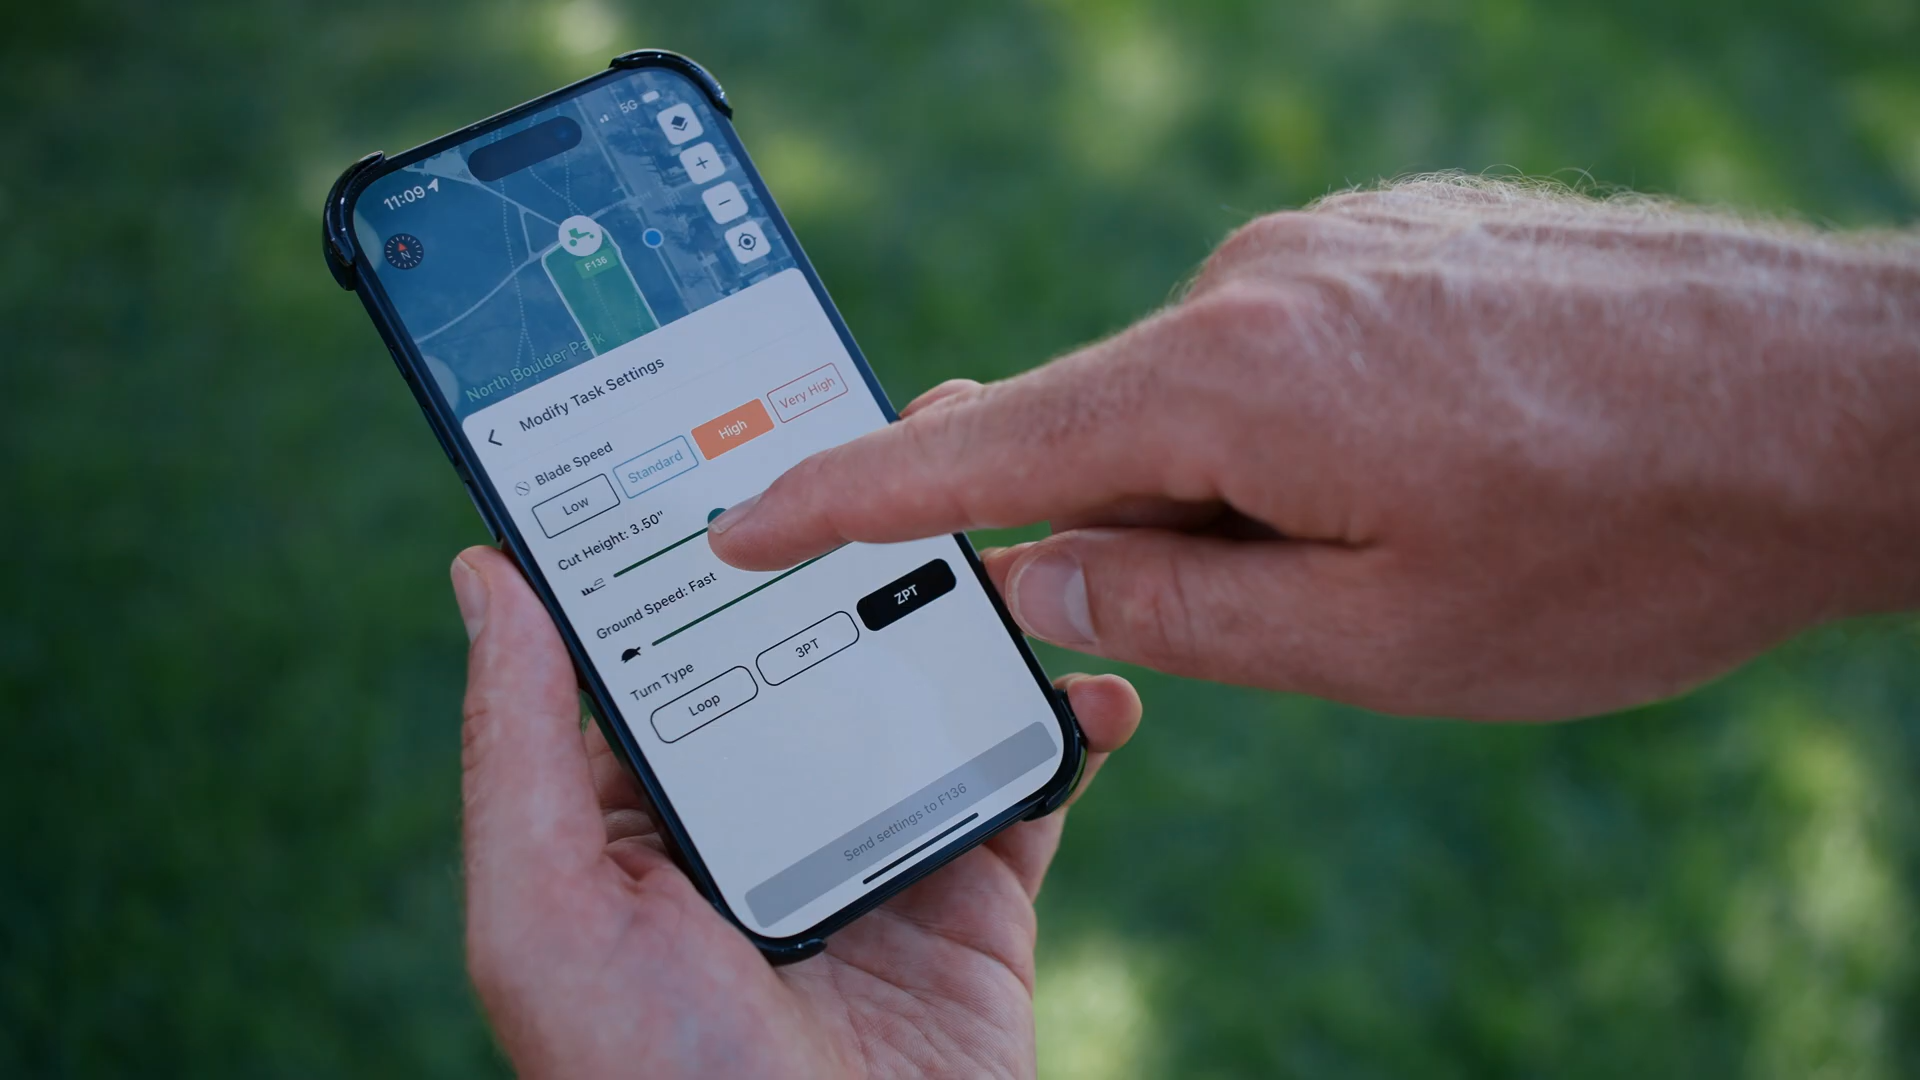 11:09
5G
N
F136
North Boulder Park
Modify Task Settings
Blade Speed
Low
Standard
High
Very High
Cut Height: 3.50"
Ground Speed: Fast
Turn Type
Loop
3PT
ZPT
Send settings to F136